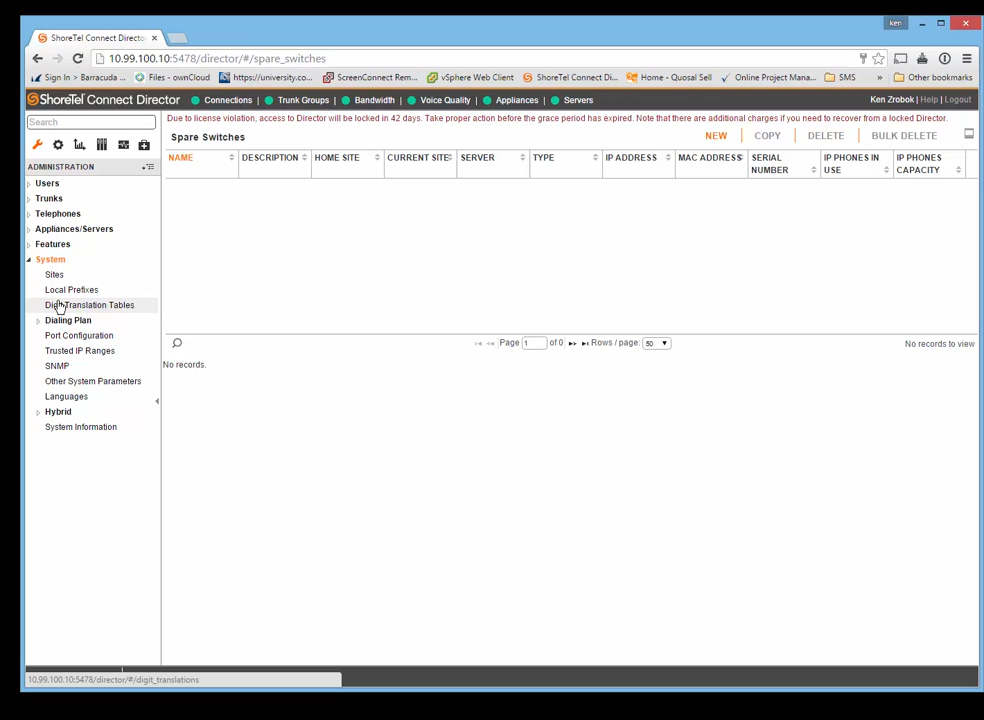 ken
ShoreTel Connect Director
10.99.100.10:5478/director/#/spare_switches
Sign In > Barracuda ...
Files - ownCloud
https://university.co...
ScreenConnect Rem...
vSphere Web Client
ShoreTel Connect Di...
Home - Quosal Sell
Online Project Mana...
SMS
»
Other bookmarks
ShoreTel Connect Director
Connections | Trunk Groups | Bandwidth | Voice Quality | Appliances | Servers
Ken Zrobok | Help | Logout
Search
Due to license violation, access to Director will be locked in 42 days. Take proper action before the grace period has expired. Note that there are additional charges if you need to recover from a locked Director.
Spare Switches
NEW | COPY | DELETE | BULK DELETE
NAME
DESCRIPTION
HOME SITE
CURRENT SITE
SERVER
TYPE
IP ADDRESS
MAC ADDRESS
SERIAL NUMBER
IP PHONES IN USE
IP PHONES CAPACITY
ADMINISTRATION
Users
Trunks
Telephones
Appliances/Servers
Features
System
Sites
Local Prefixes
Translation Tables
Dialing Plan
Port Configuration
Trusted IP Ranges
SNMP
Other System Parameters
Languages
Hybrid
System Information
Page 1 of 0 Rows / page: 50
No records to view
No records.
10.99.100.10:5478/director/#/digit_translations